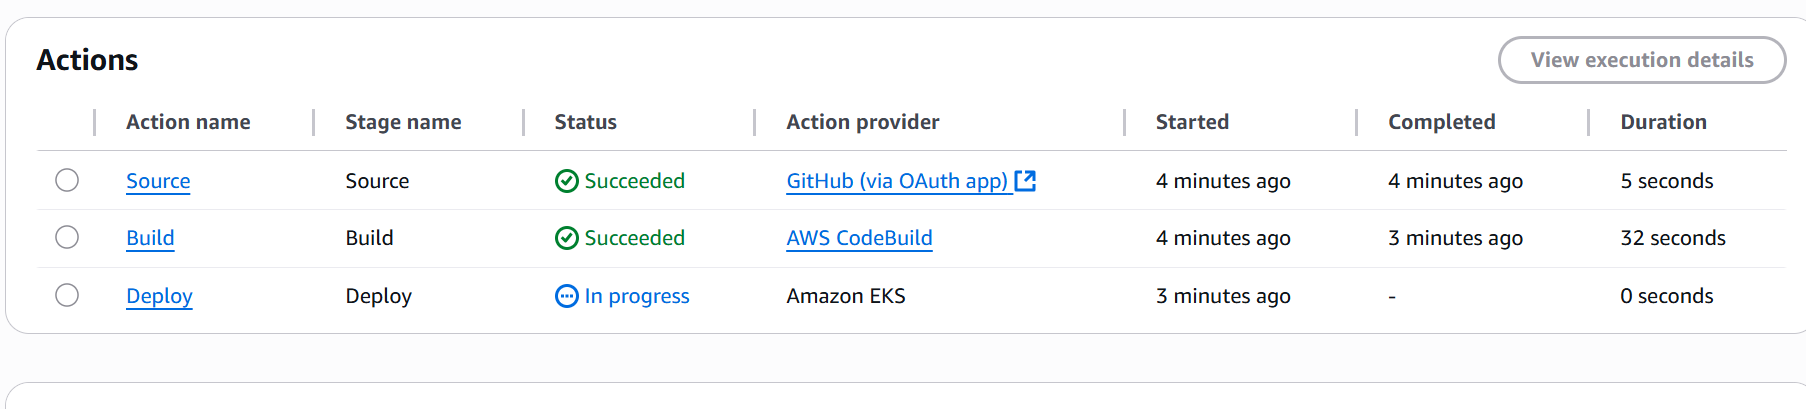 Actions
View execution details
Action name Stage name Status Action provider Started Completed Duration
Source Source Succeeded GitHub (via OAuth app) 4 minutes ago 4 minutes ago 5 seconds
Build Build Succeeded AWS CodeBuild 4 minutes ago 3 minutes ago 32 seconds
Deploy Deploy In progress Amazon EKS 3 minutes ago - 0 seconds